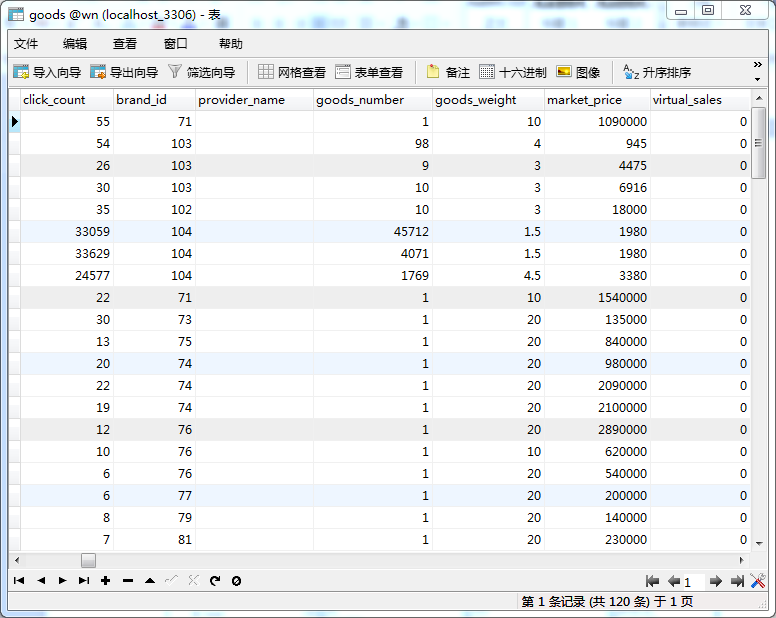 goods @wn (localhost_3306) - 表
文件 编辑 查看 窗口 帮助
导入向导 导出向导 筛选向导 网格查看 表单查看 备注 十六进制 图像 升序排序
click_count brand_id provider_name goods_number goods_weight market_price virtual_sales
55 71 1 10 1090000 0
54 103 98 4 945 0
26 103 9 3 4475 0
30 103 10 3 6916 0
35 102 10 3 18000 0
33059 104 45712 1.5 1980 0
33629 104 4071 1.5 1980 0
24577 104 1769 4.5 3380 0
22 71 1 10 1540000 0
30 73 1 20 135000 0
13 75 1 20 840000 0
20 74 1 20 980000 0
22 74 1 20 2090000 0
19 74 1 20 2100000 0
12 76 1 20 2890000 0
10 76 1 10 620000 0
6 76 1 20 540000 0
6 77 1 20 200000 0
8 79 1 20 140000 0
7 81 1 20 230000 0
1
第 1 条记录 (共 120 条) 于 1 页